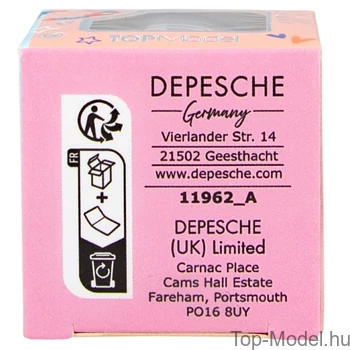 TOPModel
DEPESCHE
Germany
Vierlander Str. 14
21502 Geesthacht
www.depesche.com
11962_A
DEPESCHE
(UK) Limited
Carnac Place
Cams Hall Estate
Fareham, Portsmouth
PO16 8UY
FR
+
Top-Model.hu